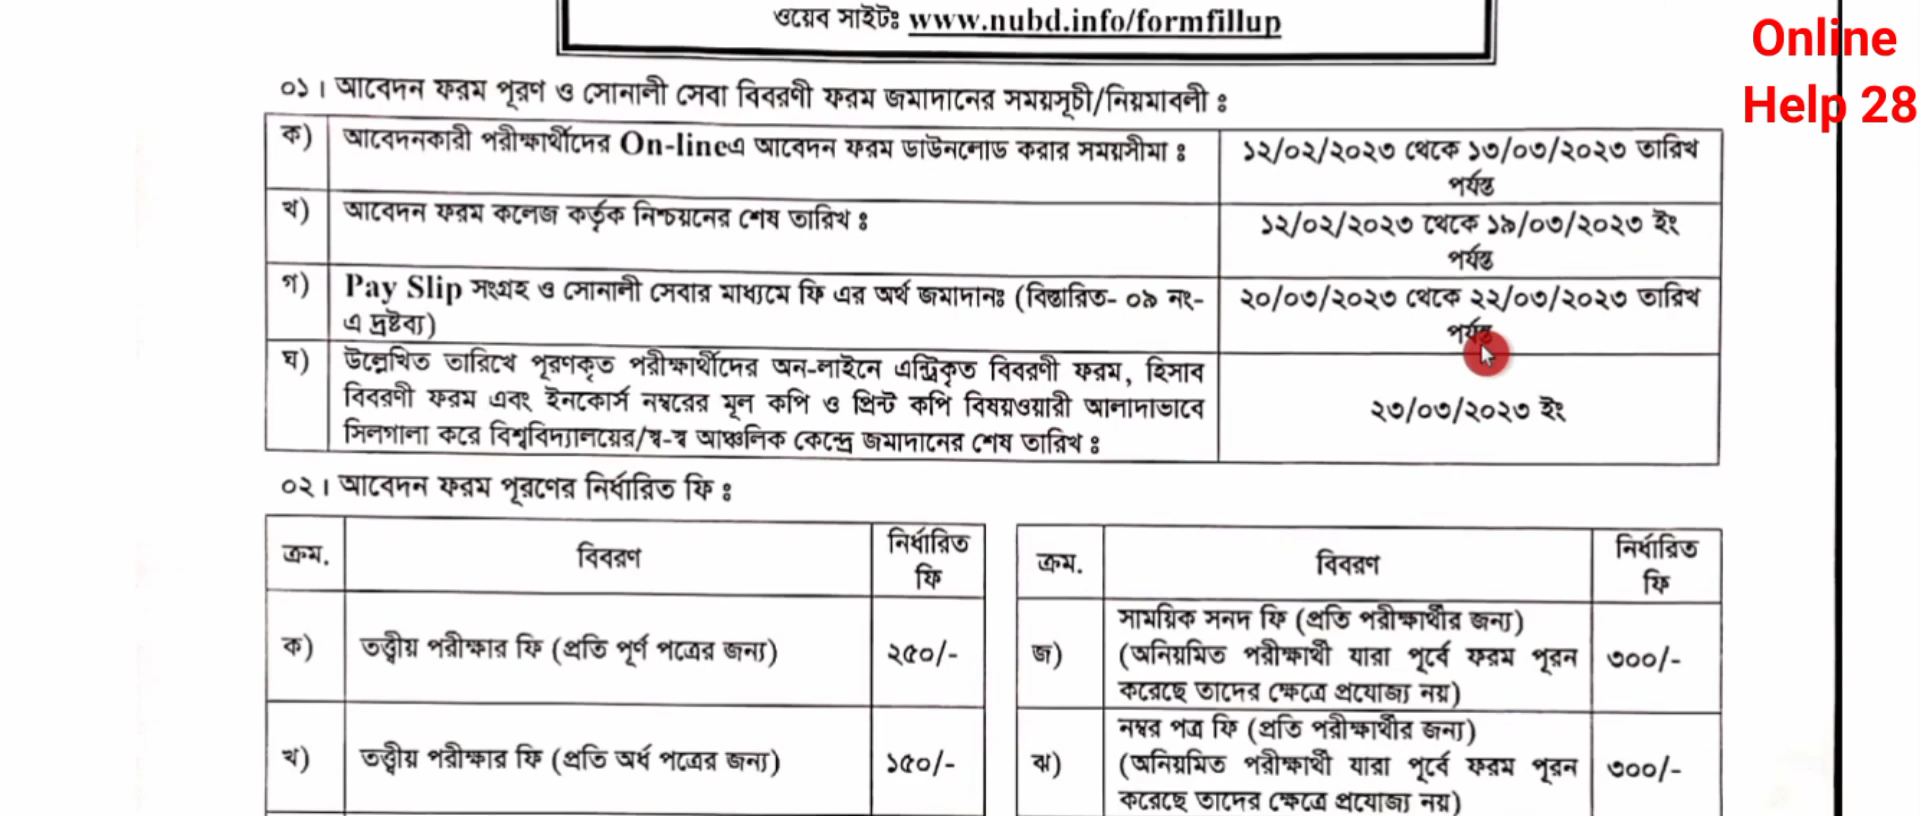 ওয়েব সাইটঃ www.nubd.info/formfillup
Online
Help 28
০১। আবেদন ফরম পূরণ ও সোনালী সেবা বিবরণী ফরম জমাদানের সময়সূচী/নিয়মাবলী ঃ
ক) আবেদনকারী পরীক্ষার্থীদের On-lineএ আবেদন ফরম ডাউনলোড করার সময়সীমা ঃ
১২/০২/২০২৩ থেকে ১৩/০৩/২০২৩ তারিখ
পর্যন্ত
খ) আবেদন ফরম কলেজ কর্তৃক নিশ্চয়নের শেষ তারিখ ঃ
১২/০২/২০২৩ থেকে ১৯/০৩/২০২৩ ইং
পর্যন্ত
গ) Pay Slip সংগ্রহ ও সোনালী সেবার মাধ্যমে ফি এর অর্থ জমাদানঃ (বিস্তারিত- ০৯ নং-
এ দ্রষ্টব্য)
২০/০৩/২০২৩ থেকে ২২/০৩/২০২৩ তারিখ
পর্যন্ত
ঘ) উল্লেখিত তারিখে পূরণকৃত পরীক্ষার্থীদের অন-লাইনে এন্ট্রিকৃত বিবরণী ফরম, হিসাব
বিবরণী ফরম এবং ইনকোর্স নম্বরের মূল কপি ও প্রিন্ট কপি বিষয়ওয়ারী আলাদাভাবে
সিলগালা করে বিশ্ববিদ্যালয়ের/স্ব-স্ব আঞ্চলিক কেন্দ্রে জমাদানের শেষ তারিখ ঃ
২৩/০৩/২০২৩ ইং
০২। আবেদন ফরম পূরণের নির্ধারিত ফি ঃ
ক্রম. বিবরণ নির্ধারিত
ফি
ক) তত্ত্বীয় পরীক্ষার ফি (প্রতি পূর্ণ পত্রের জন্য) ২৫০/-
খ) তত্ত্বীয় পরীক্ষার ফি (প্রতি অর্ধ পত্রের জন্য) ১৫০/-
ক্রম. বিবরণ নির্ধারিত
ফি
সাময়িক সনদ ফি (প্রতি পরীক্ষার্থীর জন্য)
জ) (অনিয়মিত পরীক্ষার্থী যারা পূর্বে ফরম পূরন ৩০০/-
করেছে তাদের ক্ষেত্রে প্রযোজ্য নয়)
নম্বর পত্র ফি (প্রতি পরীক্ষার্থীর জন্য)
ঝ) (অনিয়মিত পরীক্ষার্থী যারা পূর্বে ফরম পূরন ৩০০/-
করেছে তাদের ক্ষেত্রে প্রযোজ্য নয়)